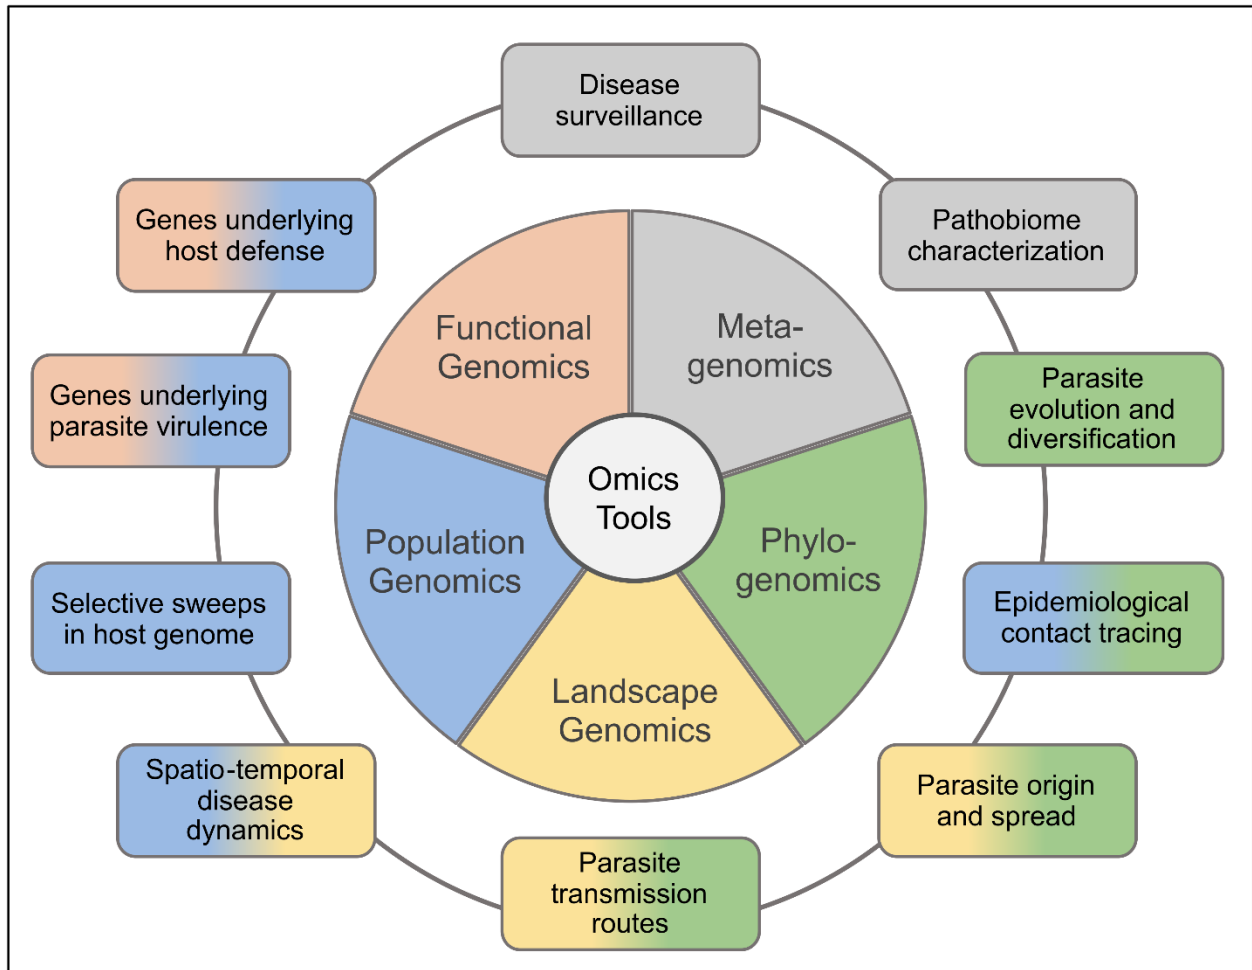 Disease
surveillance
Pathobiome
characterization
Parasite
evolution and
diversification
Epidemiological
contact tracing
Parasite origin
and spread
Parasite
transmission
routes
Spatio-temporal
disease
dynamics
Selective sweeps
in host genome
Genes underlying
parasite virulence
Genes underlying
host defense
Functional
Genomics
Meta-
genomics
Phylo-
genomics
Landscape
Genomics
Population
Genomics
Omics
Tools